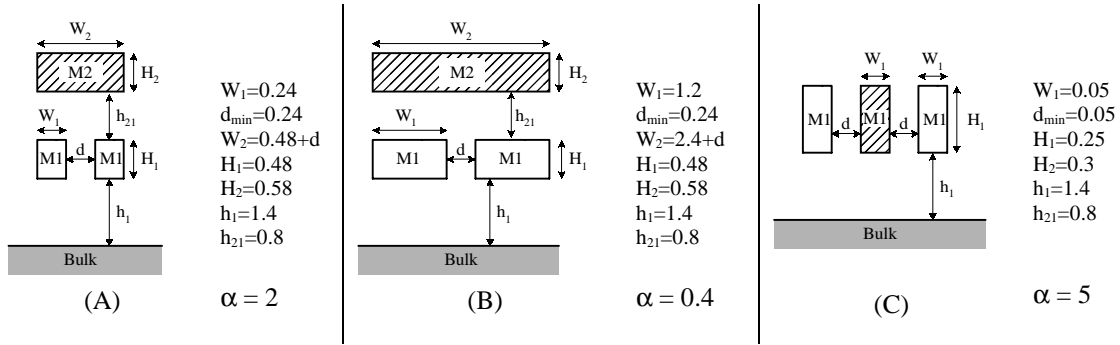 W₂
M2
H₂
W₁
h₂₁
M1
d
M1
H₁
h₁
Bulk
(A)
W₁=0.24
dₘᵢₙ=0.24
W₂=0.48+d
H₁=0.48
H₂=0.58
h₁=1.4
h₂₁=0.8
α = 2
W₂
M2
H₂
W₁
h₂₁
M1
d
M1
H₁
h₁
Bulk
(B)
W₁=1.2
dₘᵢₙ=0.24
W₂=2.4+d
H₁=0.48
H₂=0.58
h₁=1.4
h₂₁=0.8
α = 0.4
W₁
W₁
M1
d
M1
d
M1
H₁
h₁
Bulk
(C)
W₁=0.05
dₘᵢₙ=0.05
H₁=0.25
H₂=0.3
h₁=1.4
h₂₁=0.8
α = 5